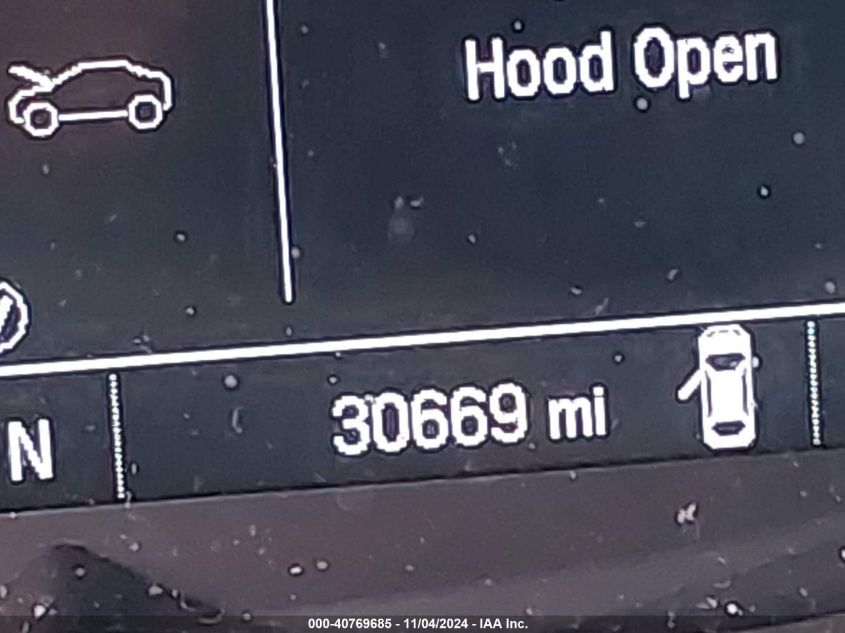 Hood Open
N
30669 mi
000-40769685 - 11/04/2024 - IAA Inc.